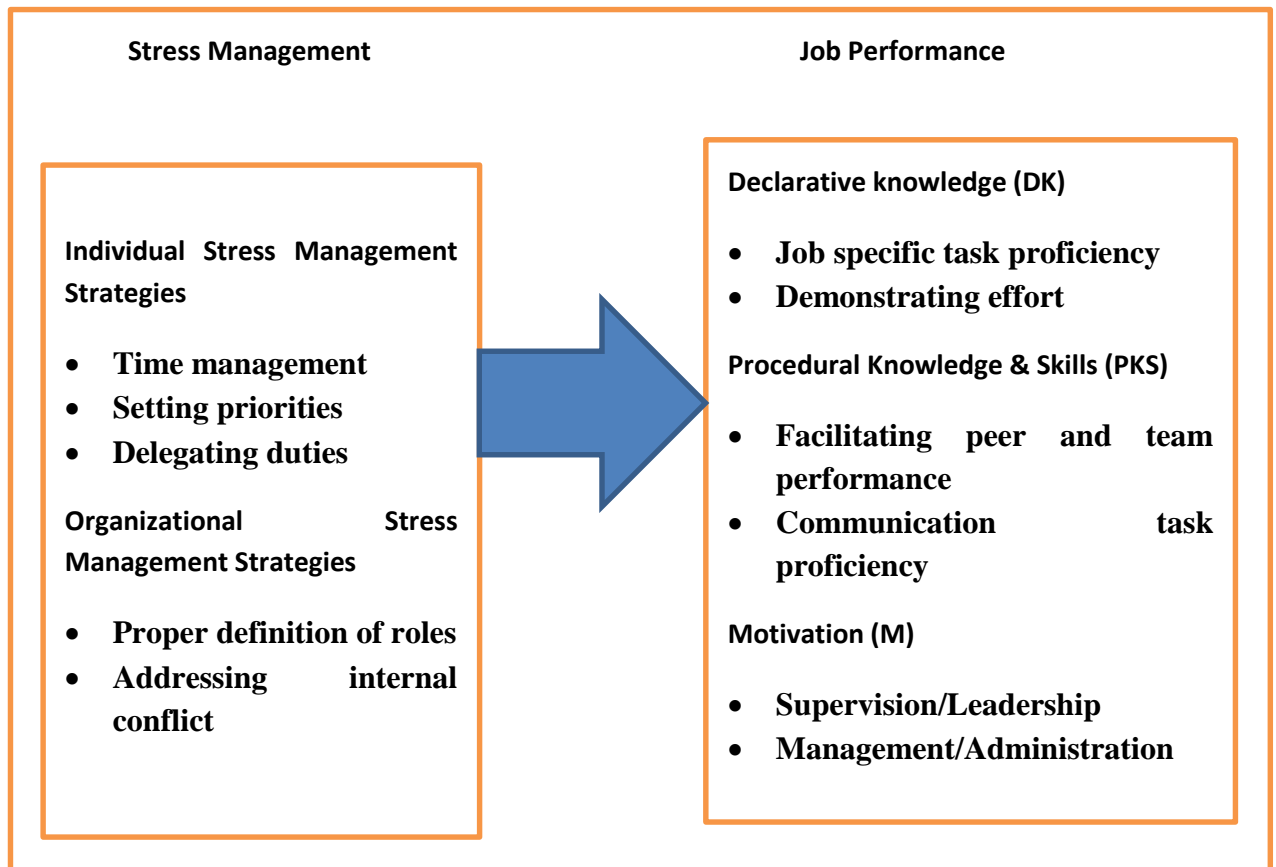 Stress Management
Job Performance
Individual Stress Management
Strategies
• Time management
• Setting priorities
• Delegating duties
Organizational Stress
Management Strategies
• Proper definition of roles
• Addressing internal
conflict
Declarative knowledge (DK)
• Job specific task proficiency
• Demonstrating effort
Procedural Knowledge & Skills (PKS)
• Facilitating peer and team
performance
• Communication task
proficiency
Motivation (M)
• Supervision/Leadership
• Management/Administration